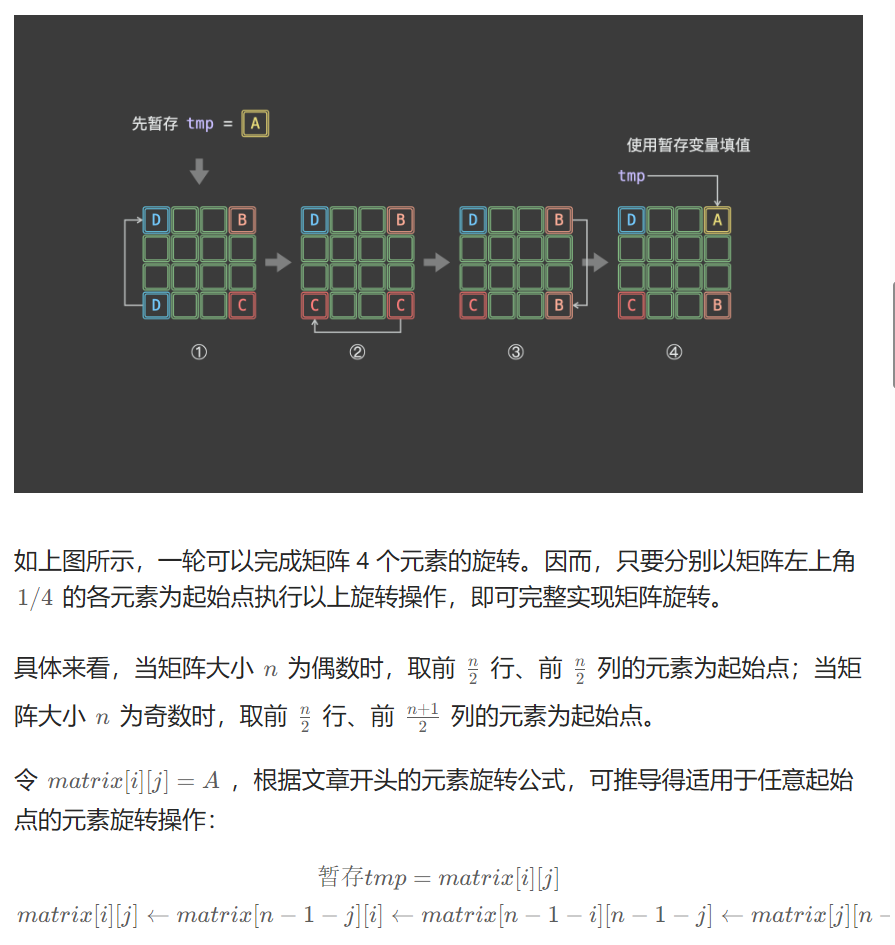 先暂存 tmp = A
使用暂存变量填值
tmp
D B D B D B D A
D C C C C B C B
① ② ③ ④
如上图所示，一轮可以完成矩阵 4 个元素的旋转。因而，只要分别以矩阵左上角
1/4 的各元素为起始点执行以上旋转操作，即可完整实现矩阵旋转。
具体来看，当矩阵大小 n 为偶数时，取前 n/2 行、前 n/2 列的元素为起始点；当矩
阵大小 n 为奇数时，取前 n/2 行、前 (n+1)/2 列的元素为起始点。
令 matrix[i][j] = A ，根据文章开头的元素旋转公式，可推导得适用于任意起始
点的元素旋转操作：
暂存tmp = matrix[i][j]
matrix[i][j] ← matrix[n − 1 − j][i] ← matrix[n − 1 − i][n − 1 − j] ← matrix[j][n −